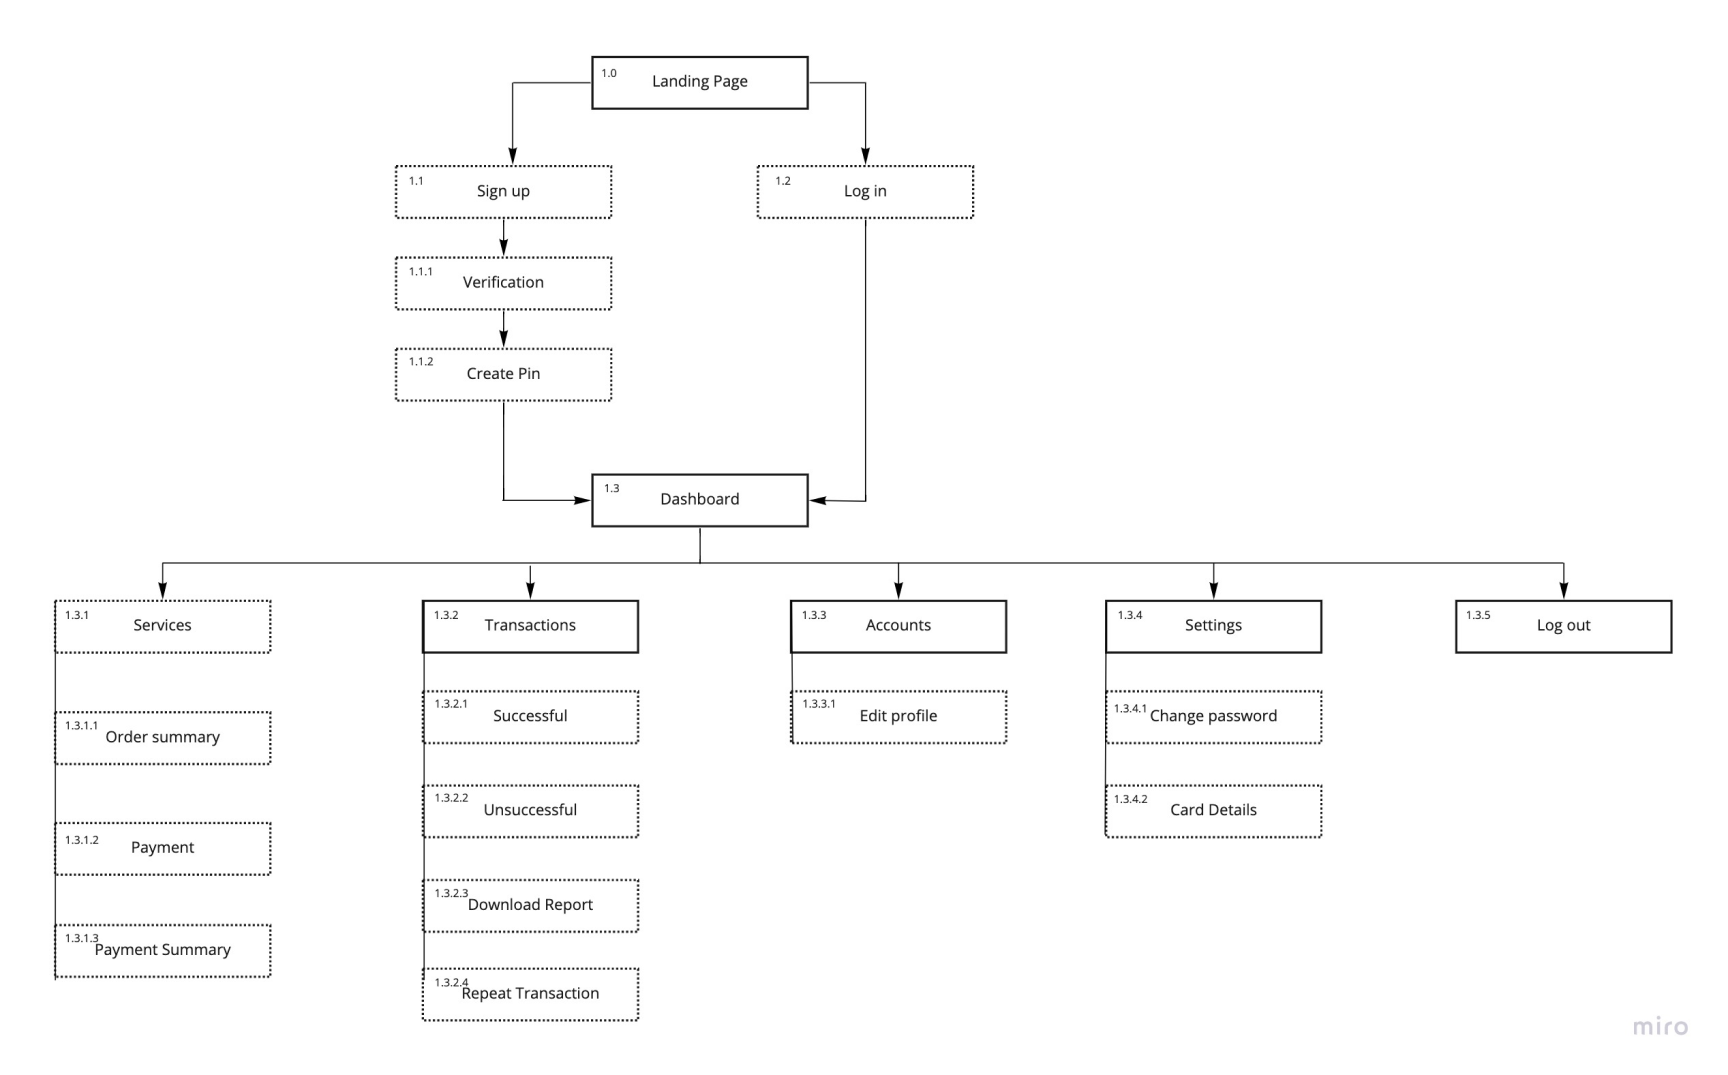 1.0
Landing Page
1.1
Sign up
1.2
Log in
1.1.1
Verification
1.1.2
Create Pin
1.3
Dashboard
1.3.1
Services
1.3.2
Transactions
1.3.3
Accounts
1.3.4
Settings
1.3.5
Log out
1.3.1.1
Order summary
1.3.1.2
Payment
1.3.1.3
Payment Summary
1.3.2.1
Successful
1.3.2.2
Unsuccessful
1.3.2.3
Download Report
1.3.2.4
Repeat Transaction
1.3.3.1
Edit profile
1.3.4.1
Change password
1.3.4.2
Card Details
miro